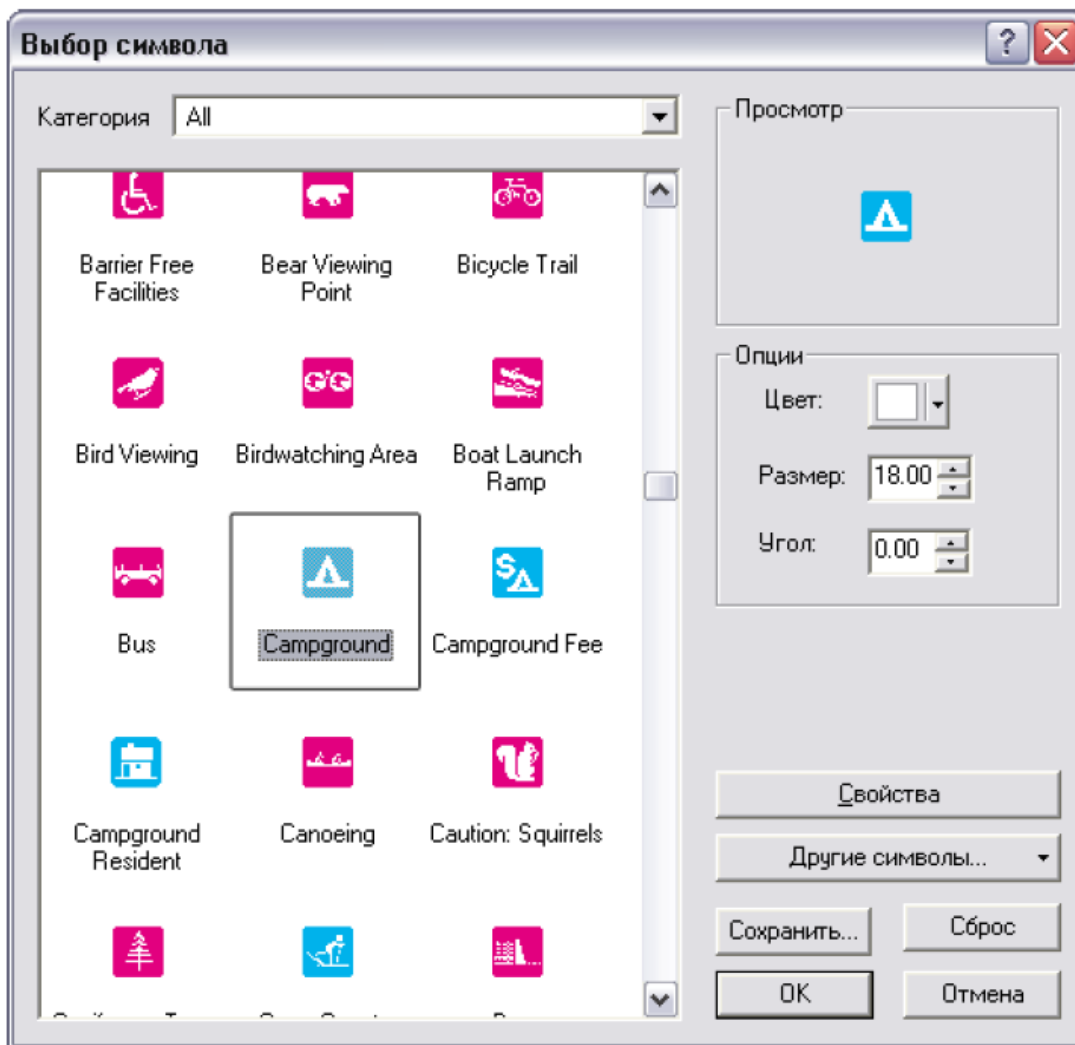 Выбор символа
Категория All
Просмотр
Barrier Free Facilities
Bear Viewing Point
Bicycle Trail
Опции
Цвет:
Bird Viewing
Birdwatching Area
Boat Launch Ramp
Размер: 18.00
Угол: 0.00
Bus
Campground
Campground Fee
Свойства
Campground Resident
Canoeing
Caution: Squirrels
Другие символы...
Сохранить...
Сброс
OK
Отмена